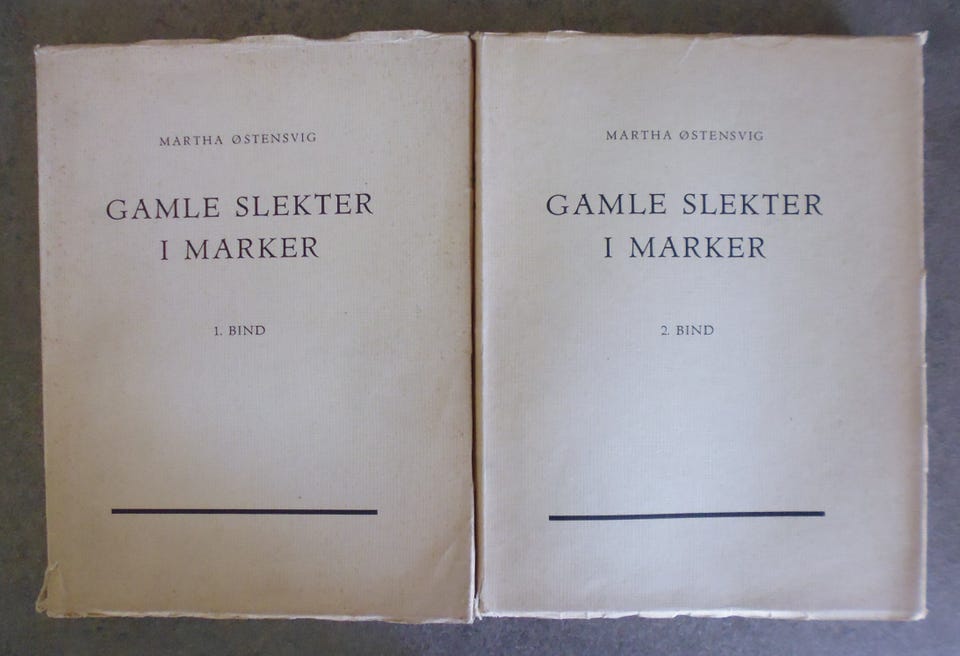 MARTHA ØSTENSVIG
GAMLE SLEKTER
I MARKER
1. BIND
MARTHA ØSTENSVIG
GAMLE SLEKTER
I MARKER
2. BIND